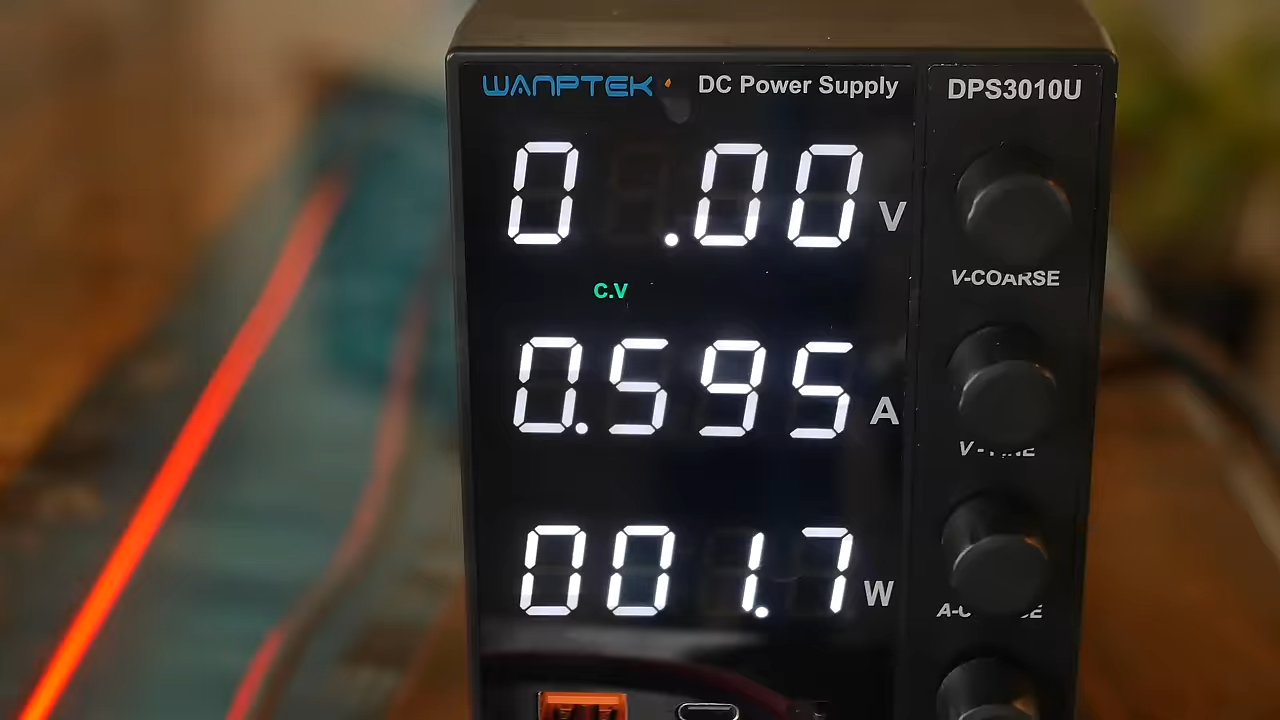 WANPTEK DC Power Supply DPS3010U
0 .00 V
V-COARSE
C.V
0.595 A
001.7 W